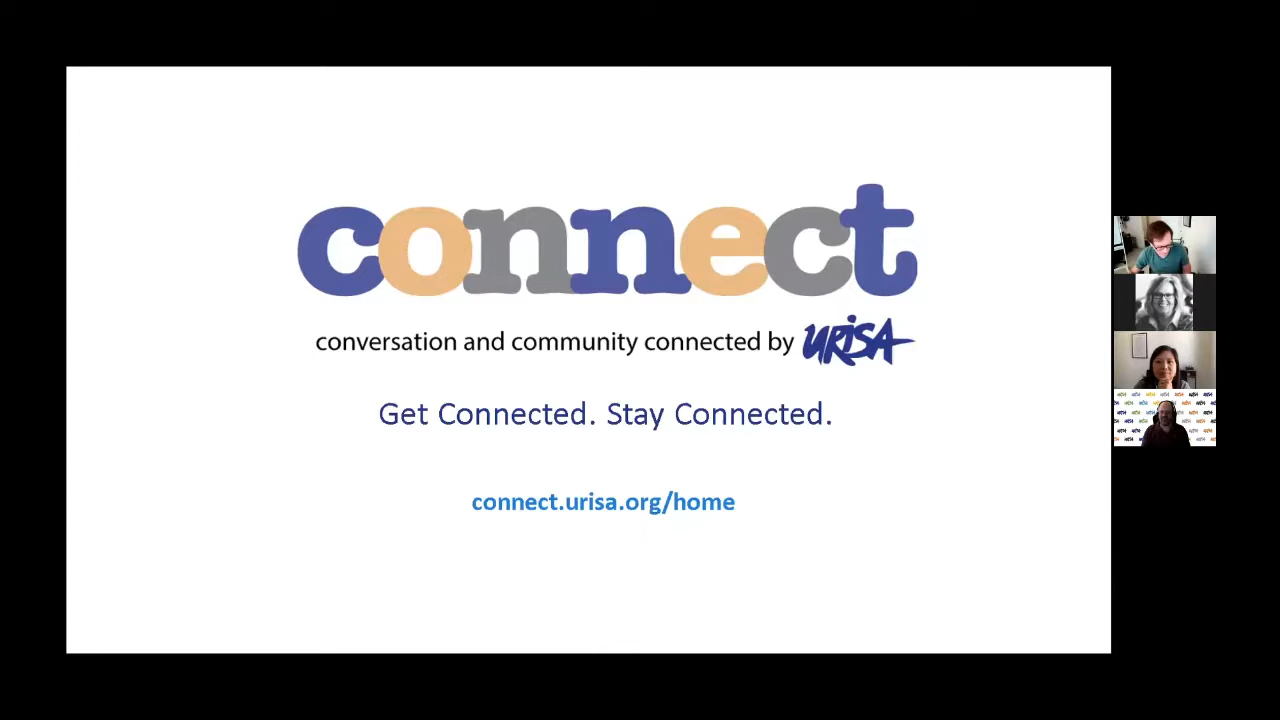 connect
conversation and community connected by URISA
Get Connected. Stay Connected.
connect.urisa.org/home